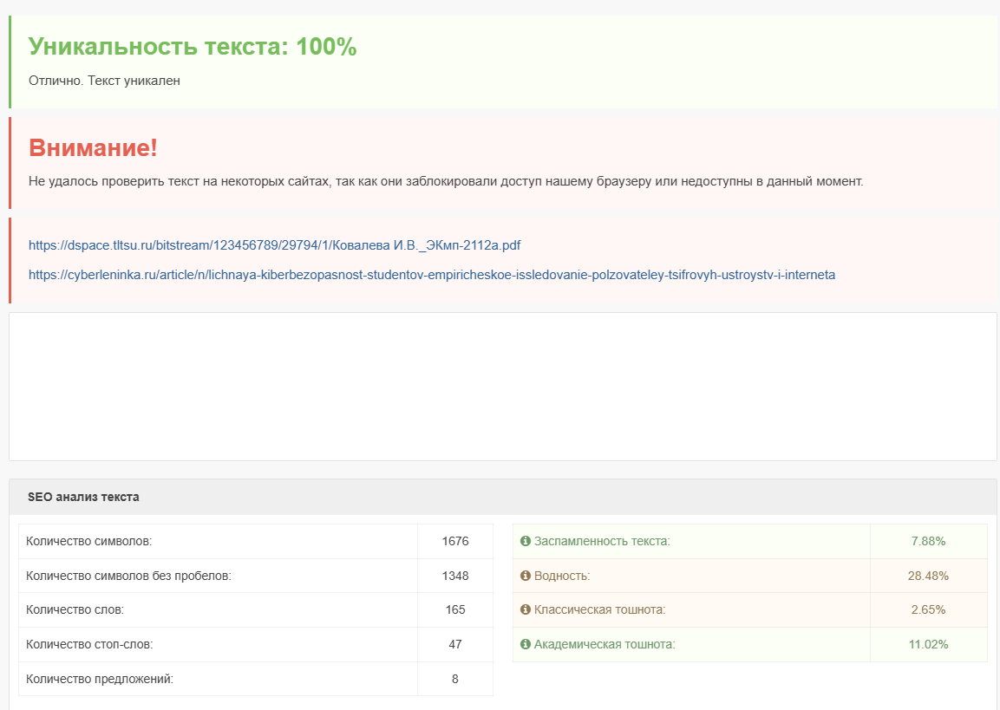 Уникальность текста: 100%
Отлично. Текст уникален
Внимание!
Не удалось проверить текст на некоторых сайтах, так как они заблокировали доступ нашему браузеру или недоступны в данный момент.
https://dspace.tltsu.ru/bitstream/123456789/29794/1/Ковалева И.В._ЭКмп-2112а.pdf
https://cyberleninka.ru/article/n/lichnaya-kiberbezopasnost-studentov-empiricheskoe-issledovanie-polzovateley-tsifrovyh-ustroystv-i-interneta
SEO анализ текста
Количество символов: 1676
Количество символов без пробелов: 1348
Количество слов: 165
Количество стоп-слов: 47
Количество предложений: 8
Заспамленность текста: 7.88%
Водность: 28.48%
Классическая тошнота: 2.65%
Академическая тошнота: 11.02%